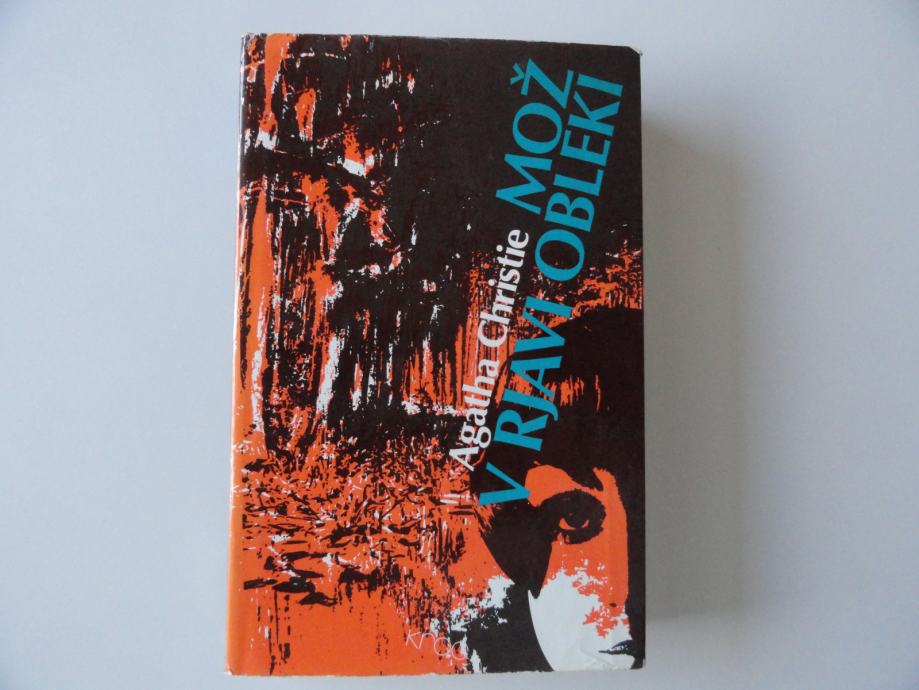 Agatha Christie
MOŽ
V RJAVI OBLEKI